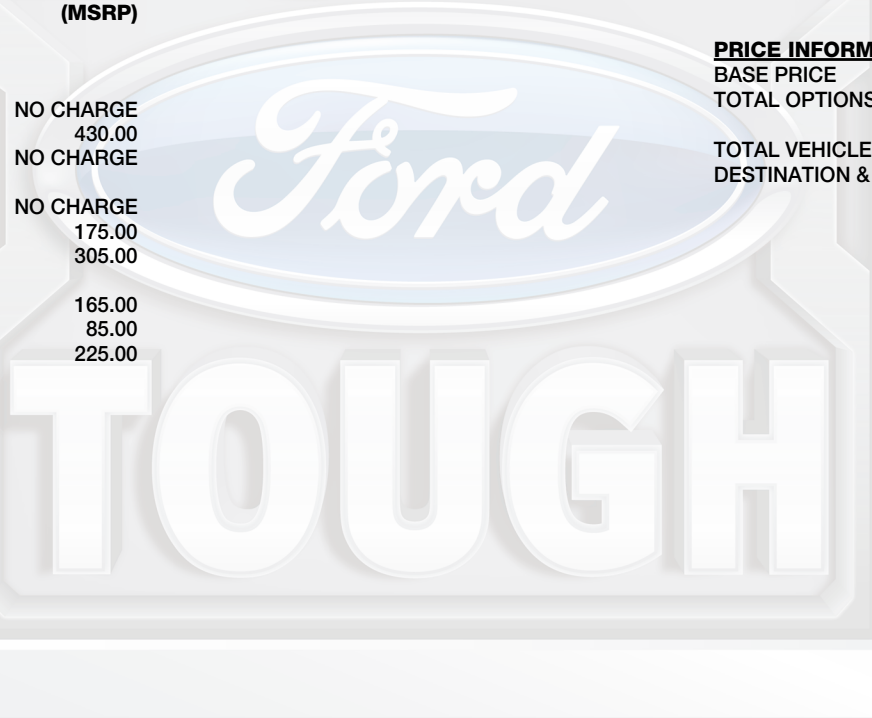 (MSRP)
NO CHARGE
430.00
NO CHARGE
NO CHARGE
175.00
305.00
165.00
85.00
225.00
PRICE INFORM
BASE PRICE
TOTAL OPTIONS
TOTAL VEHICLE
DESTINATION &
Ford
TOUGH